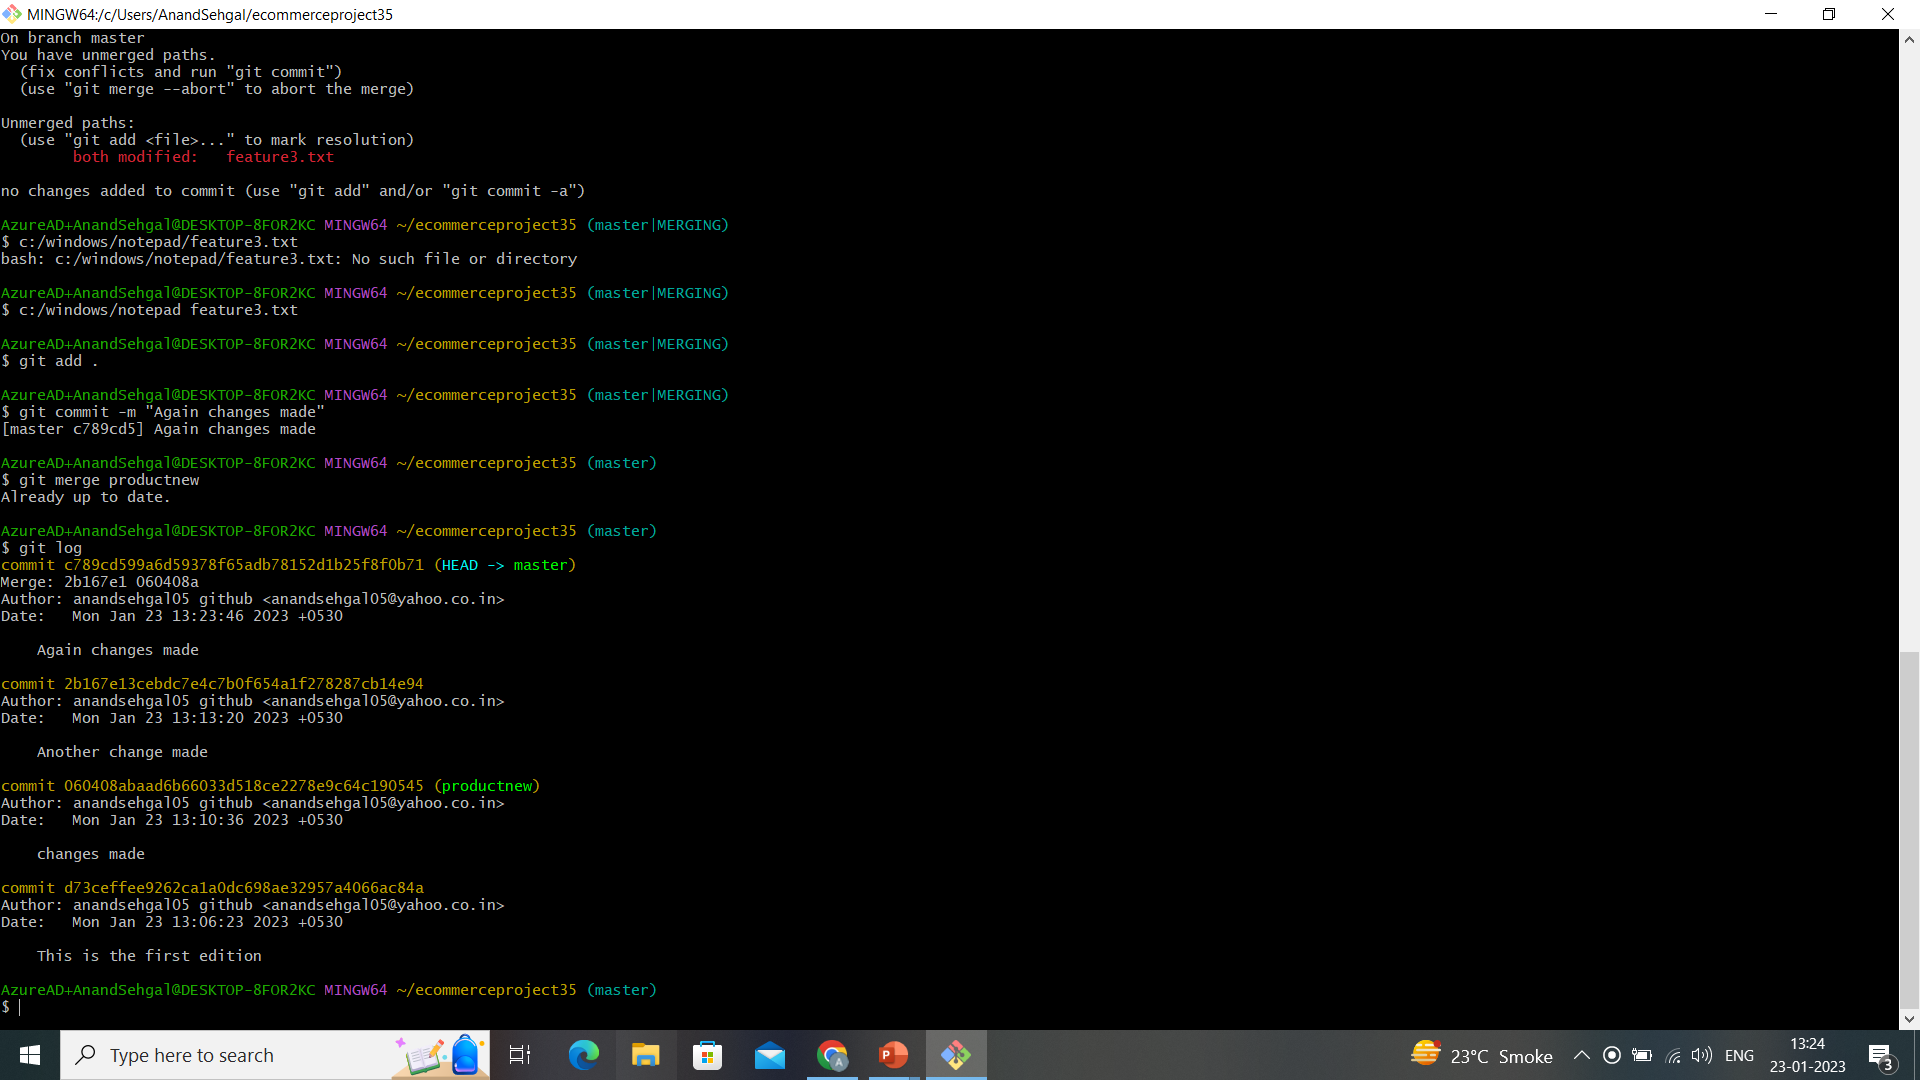 MINGW64:/c/Users/AnandSehgal/ecommerceproject35
On branch master
You have unmerged paths.
  (fix conflicts and run "git commit")
  (use "git merge --abort" to abort the merge)

Unmerged paths:
  (use "git add <file>..." to mark resolution)
        both modified:   feature3.txt

no changes added to commit (use "git add" and/or "git commit -a")

AzureAD+AnandSehgal@DESKTOP-8FOR2KC MINGW64 ~/ecommerceproject35 (master|MERGING)
$ c:/windows/notepad/feature3.txt
bash: c:/windows/notepad/feature3.txt: No such file or directory

AzureAD+AnandSehgal@DESKTOP-8FOR2KC MINGW64 ~/ecommerceproject35 (master|MERGING)
$ c:/windows/notepad feature3.txt

AzureAD+AnandSehgal@DESKTOP-8FOR2KC MINGW64 ~/ecommerceproject35 (master|MERGING)
$ git add .

AzureAD+AnandSehgal@DESKTOP-8FOR2KC MINGW64 ~/ecommerceproject35 (master|MERGING)
$ git commit -m "Again changes made"
[master c789cd5] Again changes made

AzureAD+AnandSehgal@DESKTOP-8FOR2KC MINGW64 ~/ecommerceproject35 (master)
$ git merge productnew
Already up to date.

AzureAD+AnandSehgal@DESKTOP-8FOR2KC MINGW64 ~/ecommerceproject35 (master)
$ git log
commit c789cd599a6d59378f65adb78152d1b25f8f0b71 (HEAD -> master)
Merge: 2b167e1 060408a
Author: anandsehgal05 github <anandsehgal05@yahoo.co.in>
Date:   Mon Jan 23 13:23:46 2023 +0530

    Again changes made

commit 2b167e13cebdc7e4c7b0f654a1f278287cb14e94
Author: anandsehgal05 github <anandsehgal05@yahoo.co.in>
Date:   Mon Jan 23 13:13:20 2023 +0530

    Another change made

commit 060408abaad6b66033d518ce2278e9c64c190545 (productnew)
Author: anandsehgal05 github <anandsehgal05@yahoo.co.in>
Date:   Mon Jan 23 13:10:36 2023 +0530

    changes made

commit d73ceffee9262ca1a0dc698ae32957a4066ac84a
Author: anandsehgal05 github <anandsehgal05@yahoo.co.in>
Date:   Mon Jan 23 13:06:23 2023 +0530

    This is the first edition

AzureAD+AnandSehgal@DESKTOP-8FOR2KC MINGW64 ~/ecommerceproject35 (master)
$
Type here to search
A
P
23°C Smoke
ENG
13:24
23-01-2023
3